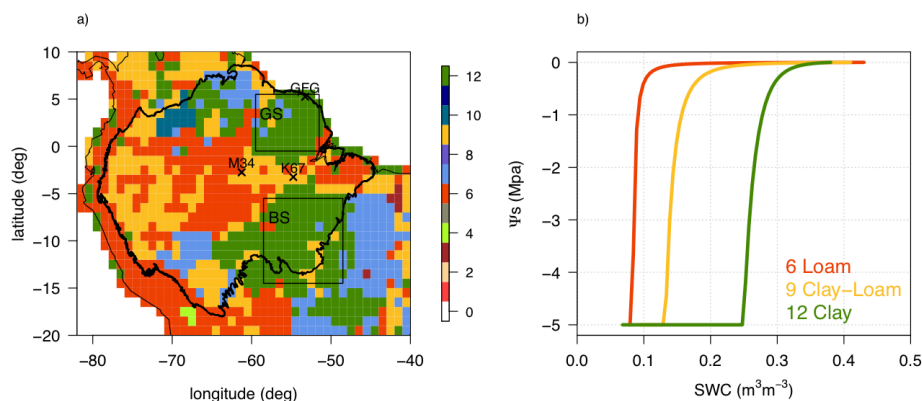 a)
b)
latitude (deg)
10
5
0
−5
−10
−15
−20
GFG
GS
M34
K67
BS
−80
−70
−60
−50
−40
longitude (deg)
12
10
8
6
4
2
0
Ψs (Mpa)
0
−1
−2
−3
−4
−5
6 Loam
9 Clay−Loam
12 Clay
0.0
0.1
0.2
0.3
0.4
0.5
SWC (m³m⁻³)